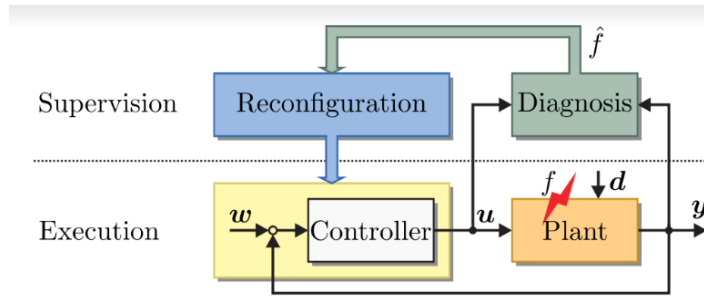 f̂
Supervision
Reconfiguration
Diagnosis
f
d
w
u
y
Execution
Controller
Plant